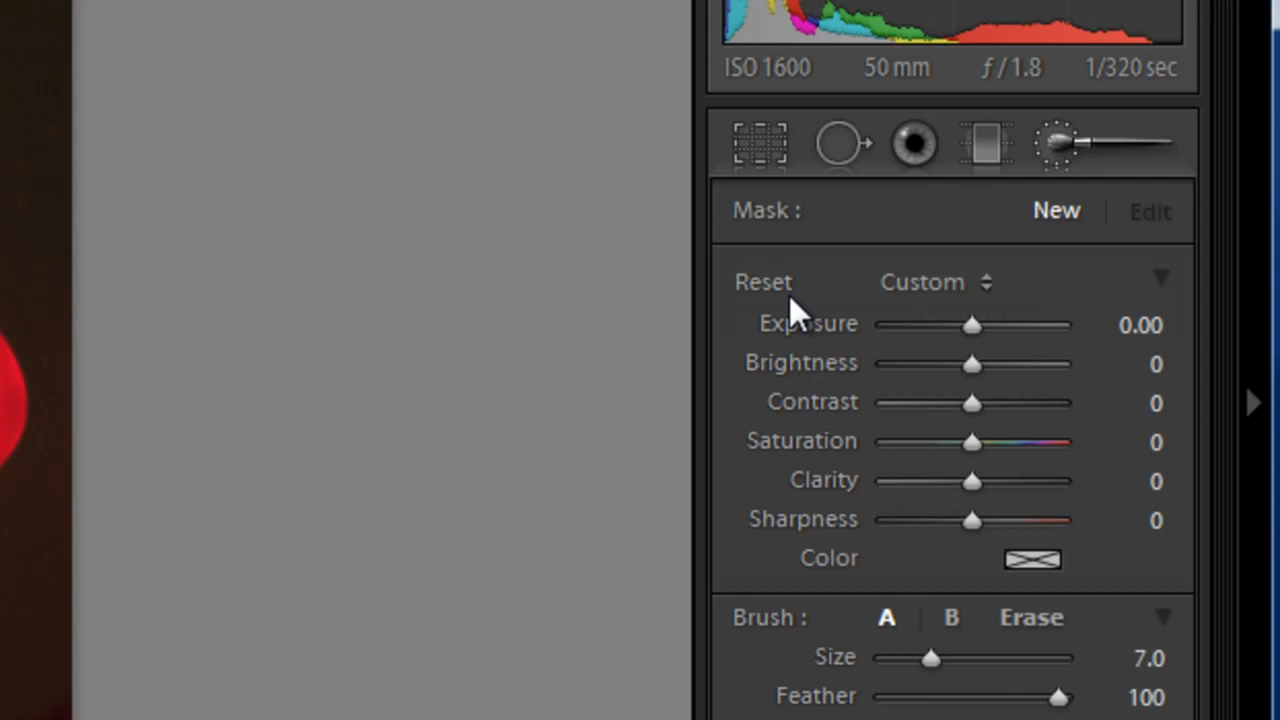 ISO 1600 50 mm ƒ / 1.8 1/320 sec
Mask : New | Edit
Reset Custom
Exposure 0.00
Brightness 0
Contrast 0
Saturation 0
Clarity 0
Sharpness 0
Color
Brush : A | B Erase
Size 7.0
Feather 100